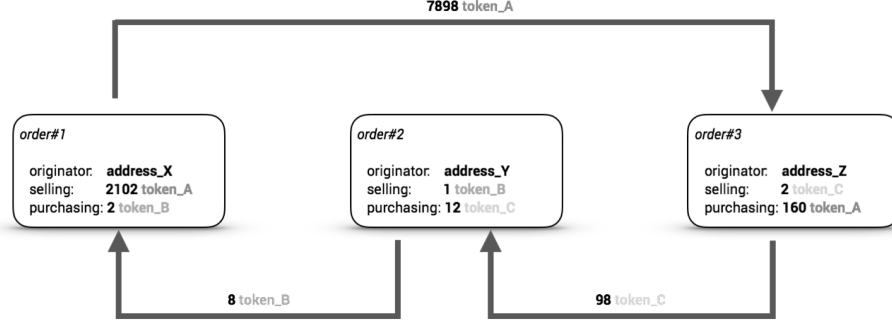 7898 token_A
order#1
originator: address_X
selling: 2102 token_A
purchasing: 2 token_B
order#2
originator: address_Y
selling: 1 token_B
purchasing: 12 token_C
order#3
originator: address_Z
selling: 2 token_C
purchasing: 160 token_A
8 token_B
98 token_C